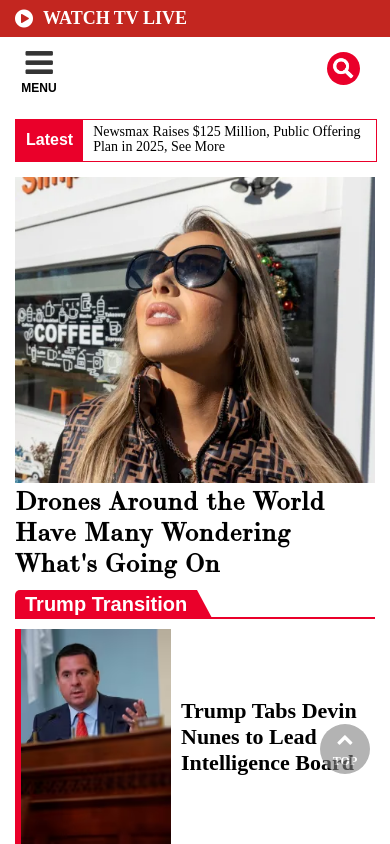 WATCH TV LIVE
MENU
Latest
Newsmax Raises $125 Million, Public Offering
Plan in 2025, See More
COFFEE
Drones Around the World
Have Many Wondering
What's Going On
Trump Transition
Trump Tabs Devin
Nunes to Lead
Intelligence Board
TOP